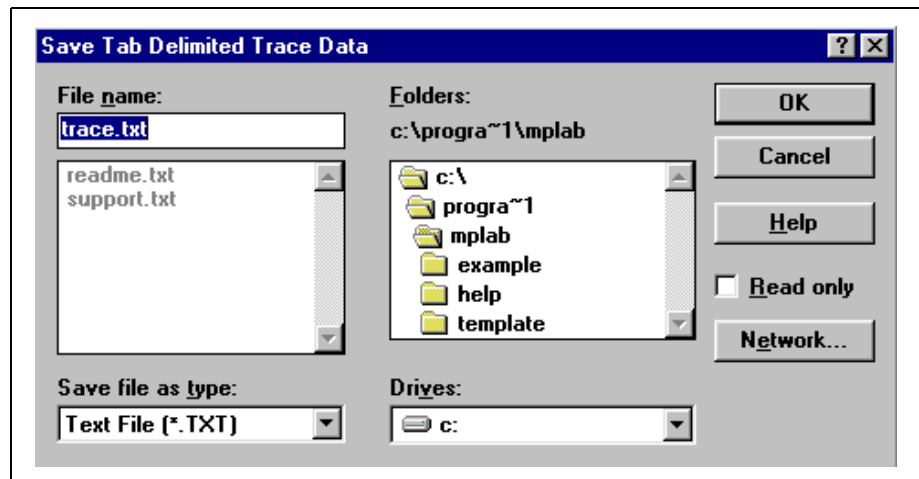 Save Tab Delimited Trace Data
File name:
trace.txt
readme.txt
support.txt
Save file as type:
Text File (*.TXT)
Folders:
c:\progra~1\mplab
c:\
progra~1
mplab
example
help
template
Drives:
c:
OK
Cancel
Help
Read only
Network...